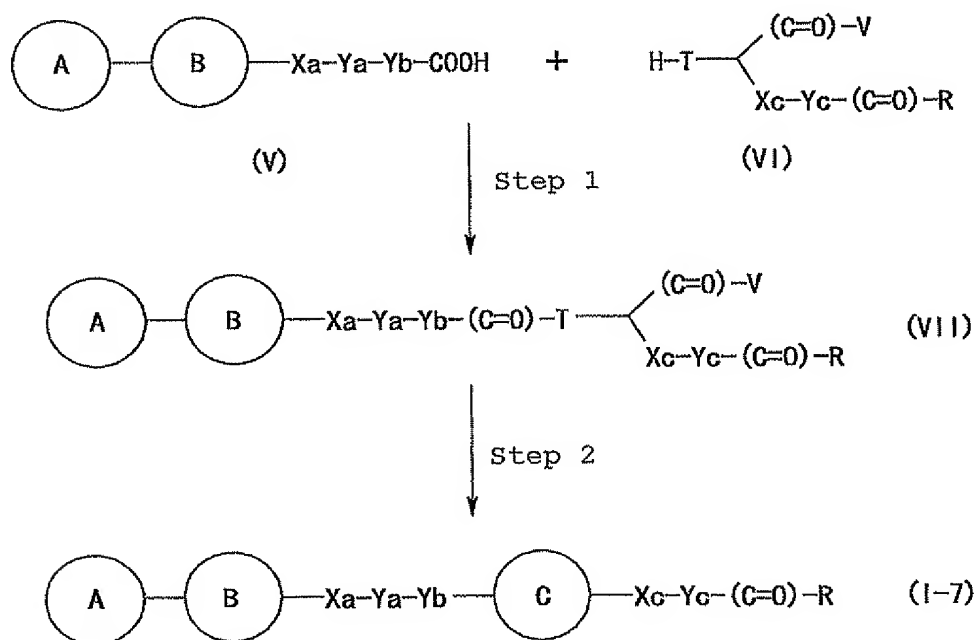 (C=O)-V
A B -Xa-Ya-Yb-COOH + H-T
Xc-Yc-(C=O)-R
(V) (VI)
Step 1
(C=O)-V
A B -Xa-Ya-Yb-(C=O)-T (VII)
Xc-Yc-(C=O)-R
Step 2
A B -Xa-Ya-Yb- C -Xc-Yc-(C=O)-R (I-7)